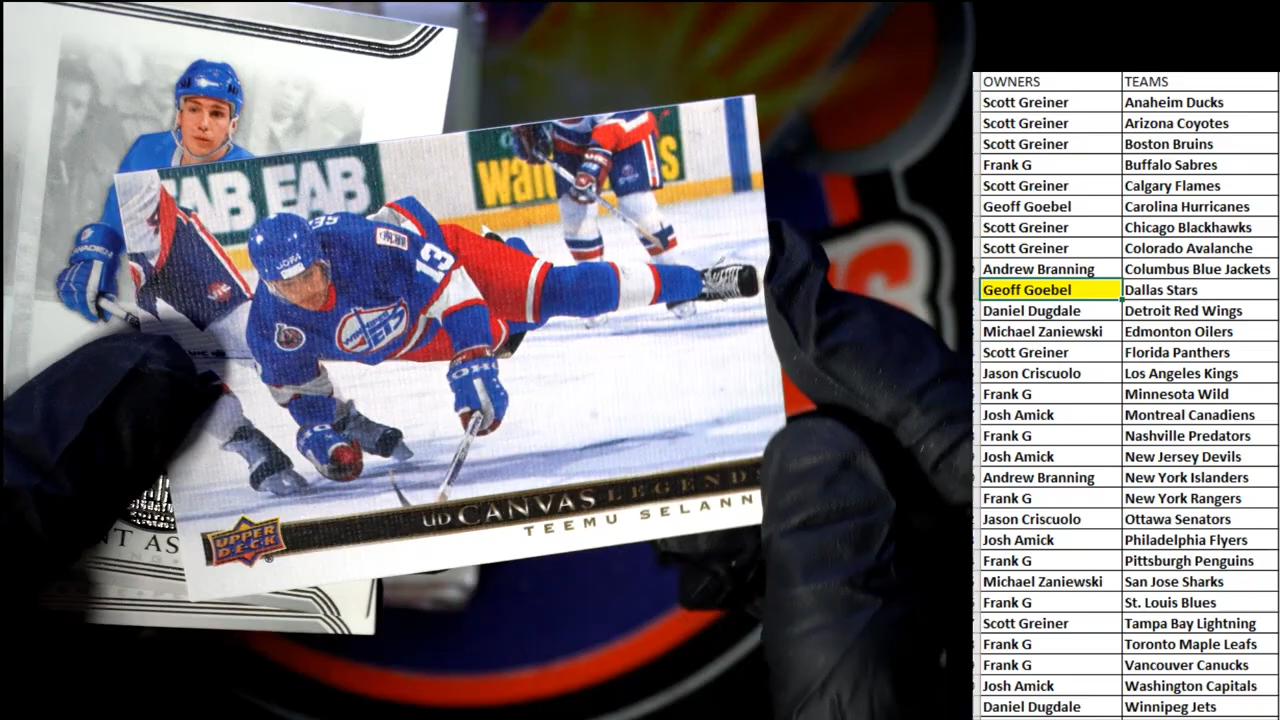 FAB EAB
JOFA
13
JETS
UD CANVAS LEGENDS
TEEMU SELANN
UPPER
DECK
NT AS
OWNERS TEAMS
Scott Greiner Anaheim Ducks
Scott Greiner Arizona Coyotes
Scott Greiner Boston Bruins
Frank G Buffalo Sabres
Scott Greiner Calgary Flames
Geoff Goebel Carolina Hurricanes
Scott Greiner Chicago Blackhawks
Scott Greiner Colorado Avalanche
Andrew Branning Columbus Blue Jackets
Geoff Goebel Dallas Stars
Daniel Dugdale Detroit Red Wings
Michael Zaniewski Edmonton Oilers
Scott Greiner Florida Panthers
Jason Criscuolo Los Angeles Kings
Frank G Minnesota Wild
Josh Amick Montreal Canadiens
Frank G Nashville Predators
Josh Amick New Jersey Devils
Andrew Branning New York Islanders
Frank G New York Rangers
Jason Criscuolo Ottawa Senators
Josh Amick Philadelphia Flyers
Frank G Pittsburgh Penguins
Michael Zaniewski San Jose Sharks
Frank G St. Louis Blues
Scott Greiner Tampa Bay Lightning
Frank G Toronto Maple Leafs
Frank G Vancouver Canucks
Josh Amick Washington Capitals
Daniel Dugdale Winnipeg Jets